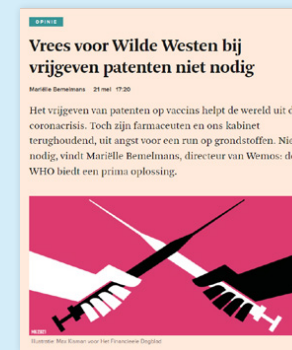 OPINIE
Vrees voor Wilde Westen bij
vrijgeven patenten niet nodig
Mariëlle Bemelmans 21 mei 17:20
Het vrijgeven van patenten op vaccins helpt de wereld uit d
coronacrisis. Toch zijn farmaceuten en ons kabinet
terughoudend, uit angst voor een run op grondstoffen. Nie
nodig, vindt Mariëlle Bemelmans, directeur van Wemos: de
WHO biedt een prima oplossing.
Illustratie: Max Kisman voor Het Financieele Dagblad